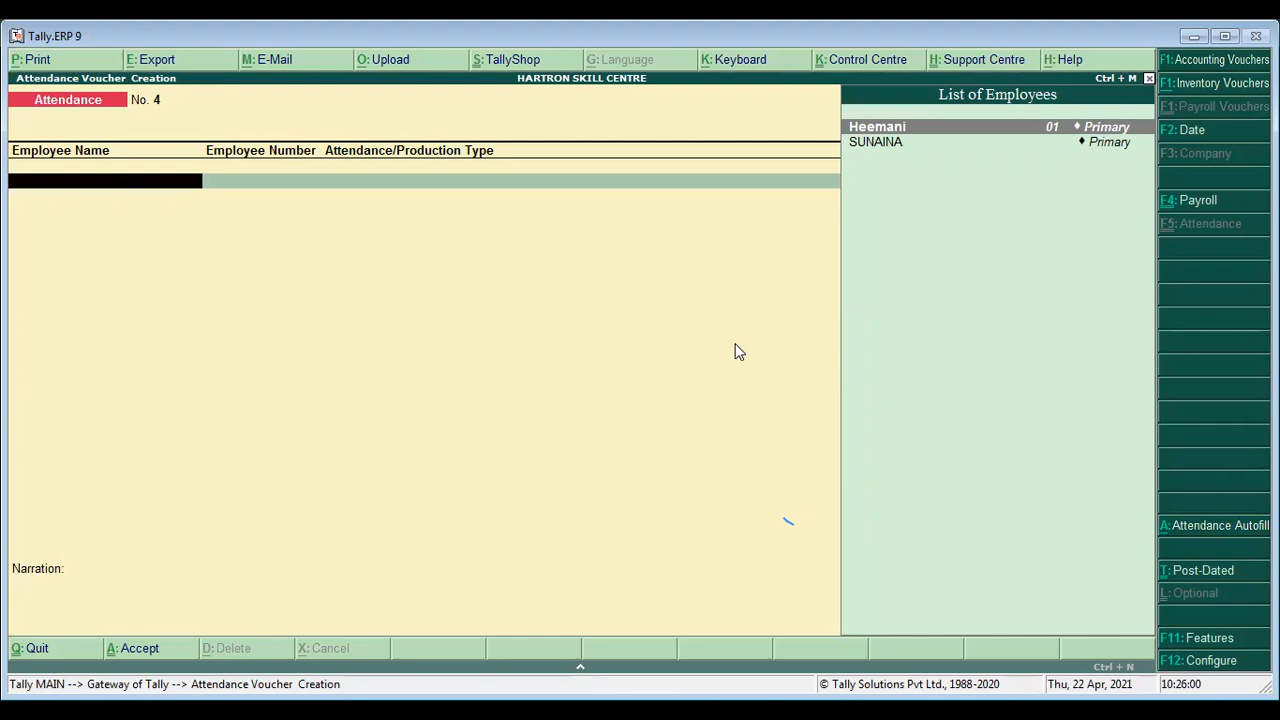 Tally.ERP 9
P: Print E: Export M: E-Mail O: Upload S: TallyShop G: Language K: Keyboard K: Control Centre H: Support Centre H: Help
Attendance Voucher Creation HARTRON SKILL CENTRE Ctrl + M
Attendance No. 4
Employee Name Employee Number Attendance/Production Type
Narration:
List of Employees
Heemani 01 ♦ Primary
SUNAINA ♦ Primary
F1: Accounting Vouchers
F1: Inventory Vouchers
F1: Payroll Vouchers
F2: Date
F3: Company
F4: Payroll
F5: Attendance
A: Attendance Autofill
T: Post-Dated
L: Optional
F11: Features
F12: Configure
Q: Quit A: Accept D: Delete X: Cancel
Ctrl + N
Tally MAIN --> Gateway of Tally --> Attendance Voucher Creation © Tally Solutions Pvt Ltd., 1988-2020 Thu, 22 Apr, 2021 10:26:00